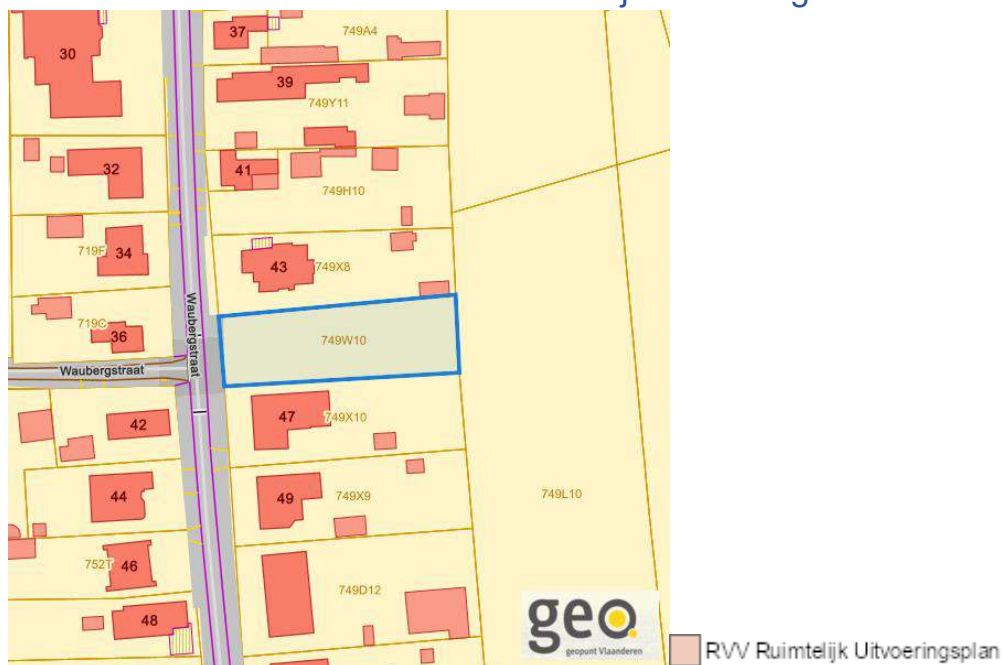 37
749A4
30
39
749Y11
32
41
749H10
719F
34
43
749X8
Waubergstraat
719C
36
749W10
Waubergstraat
42
47
749X10
44
49
749X9
749L10
752T
46
749D12
48
geo
geopunt Vlaanderen
RVV Ruimtelijk Uitvoeringsplan